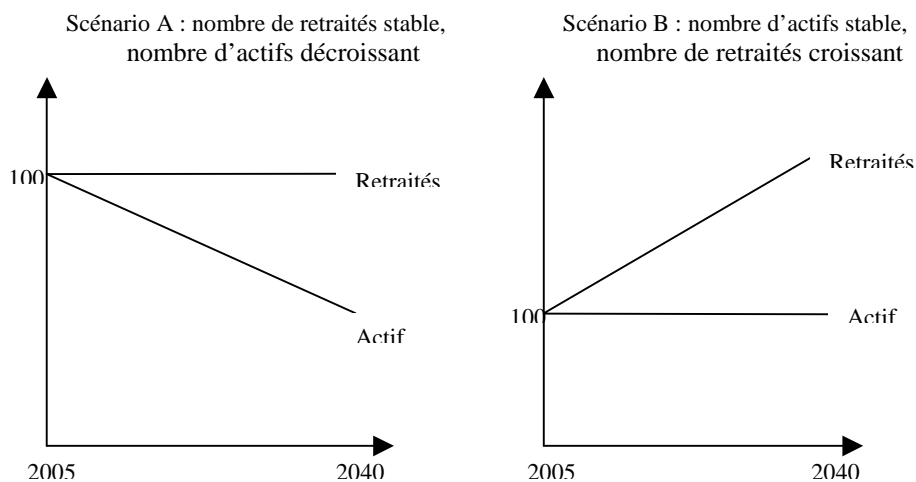 Scénario A : nombre de retraités stable,
nombre d’actifs décroissant
100
Retraités
Actif
2005
2040
Scénario B : nombre d’actifs stable,
nombre de retraités croissant
Retraités
100
Actif
2005
2040